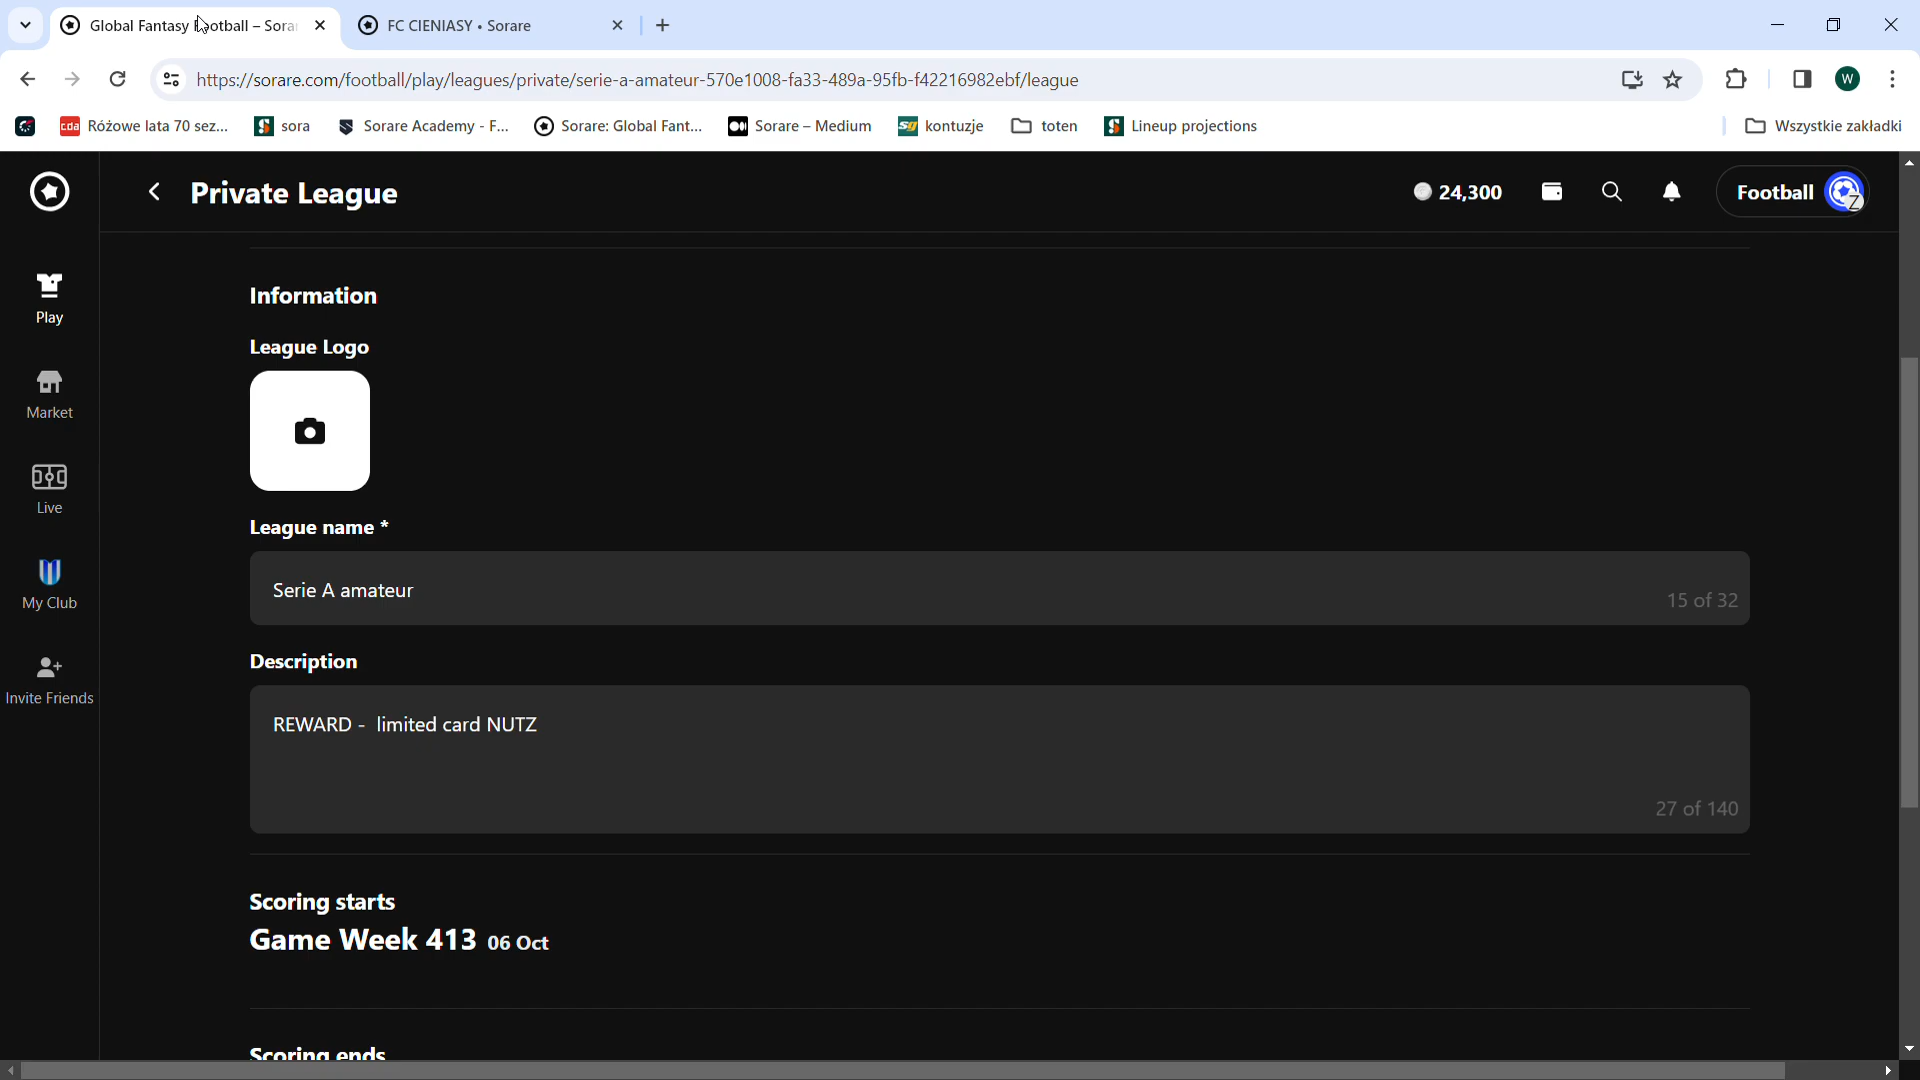 Global Fantasy Football – Sorar
FC CIENIASY • Sorare
https://sorare.com/football/play/leagues/private/serie-a-amateur-570e1008-fa33-489a-95fb-f42216982ebf/league
W
cda Różowe lata 70 sez...
sora
Sorare Academy - F...
Sorare: Global Fant...
Sorare – Medium
kontuzje
toten
Lineup projections
Wszystkie zakładki
Private League
24,300
Football
Z
Play
Market
Live
My Club
Invite Friends
Information
League Logo
League name *
Serie A amateur
15 of 32
Description
REWARD - limited card NUTZ
27 of 140
Scoring starts
Game Week 413 06 Oct
Scoring ends